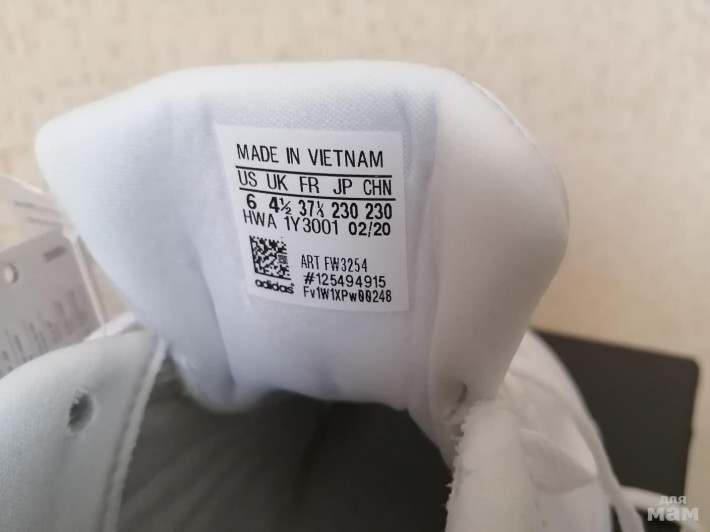 MADE IN VIETNAM
US UK FR JP CHN
6 4½ 37⅓ 230 230
HWA 1Y3001 02/20
ART FW3254
#125494915
adidas Fv1W1XPw00248
для
мам